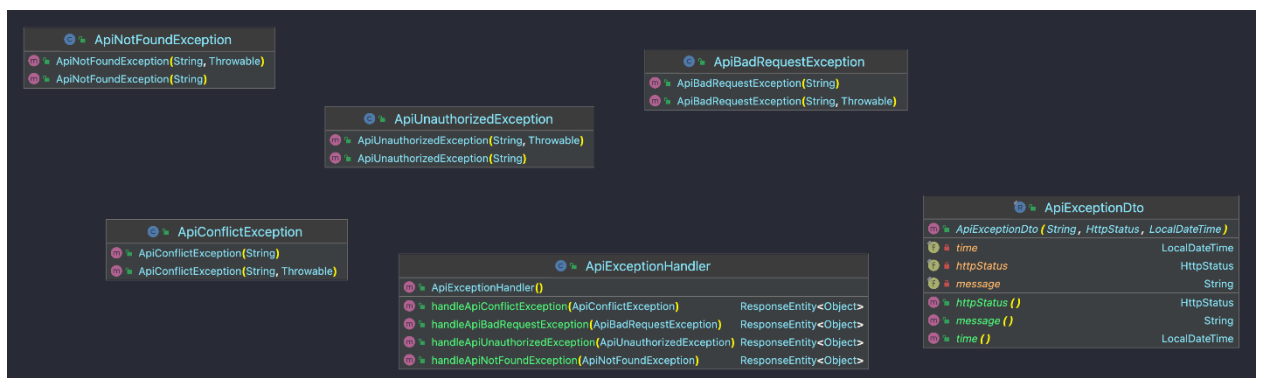 ApiNotFoundException
ApiNotFoundException(String, Throwable)
ApiNotFoundException(String)
ApiBadRequestException
ApiBadRequestException(String)
ApiBadRequestException(String, Throwable)
ApiUnauthorizedException
ApiUnauthorizedException(String, Throwable)
ApiUnauthorizedException(String)
ApiConflictException
ApiConflictException(String)
ApiConflictException(String, Throwable)
ApiExceptionHandler
ApiExceptionHandler()
handleApiConflictException(ApiConflictException) ResponseEntity<Object>
handleApiBadRequestException(ApiBadRequestException) ResponseEntity<Object>
handleApiUnauthorizedException(ApiUnauthorizedException) ResponseEntity<Object>
handleApiNotFoundException(ApiNotFoundException) ResponseEntity<Object>
ApiExceptionDto
ApiExceptionDto(String, HttpStatus, LocalDateTime)
time LocalDateTime
httpStatus HttpStatus
message String
httpStatus() HttpStatus
message() String
time() LocalDateTime